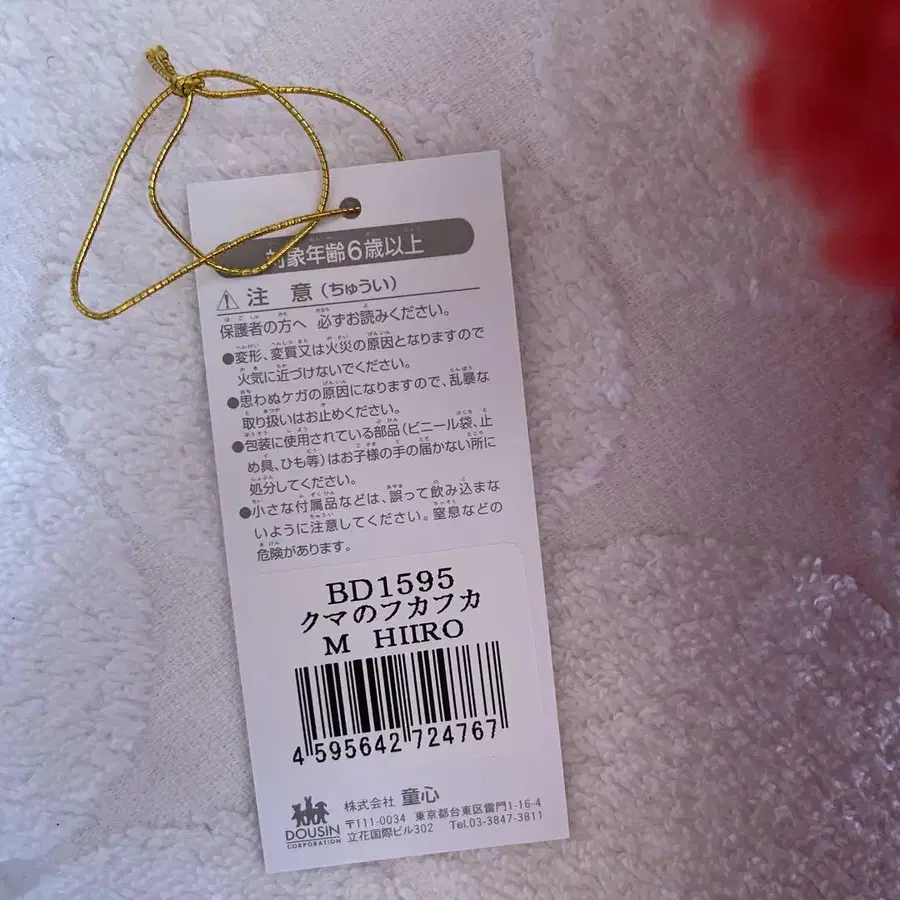 対象年齢6歳以上
注 意(ちゅうい)
保護者の方へ 必ずお読みください。
●変形、変質又は火災の原因となりますので
火気に近づけないでください。
●思わぬケガの原因になりますので、乱暴な
取り扱いはお止めください。
●包装に使用されている部品(ビニール袋、止
め具、ひも等)はお子様の手の届かない所に
処分してください。
●小さな付属品などは、誤って飲み込まな
いように注意してください。窒息などの
危険があります。
BD1595
クマのフカフカ
M HIIRO
4 595642 724767
DOUSIN
CORPORATION
株式会社 童心
〒111-0034 東京都台東区雷門1-16-4
立花国際ビル302 Tel.03-3847-3811